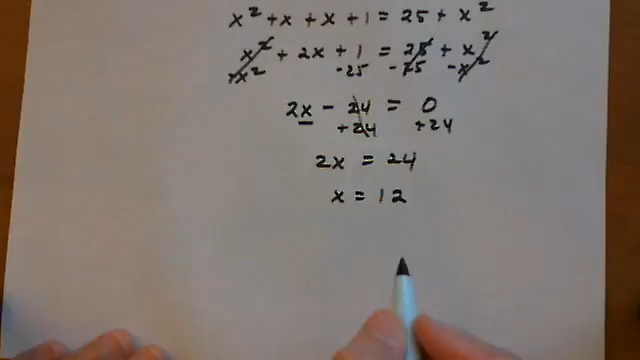 x² + x + x + 1 = 25 + x²
x² + 2x + 1 = 25 + x²
-x² -25 -25 -x²
2x - 24 = 0
+24 +24
2x = 24
x = 12